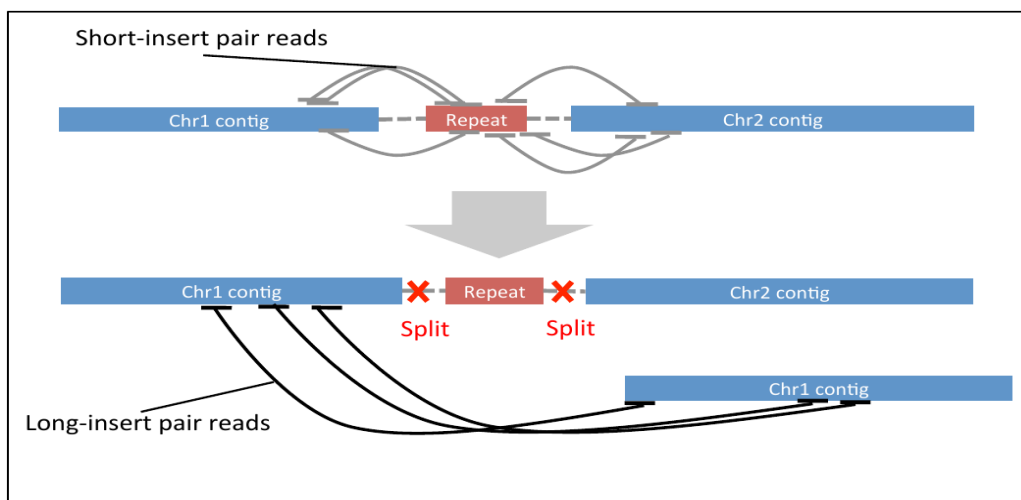 Short-insert pair reads
Chr1 contig
Repeat
Chr2 contig
Chr1 contig
Repeat
Chr2 contig
Split
Split
Chr1 contig
Long-insert pair reads